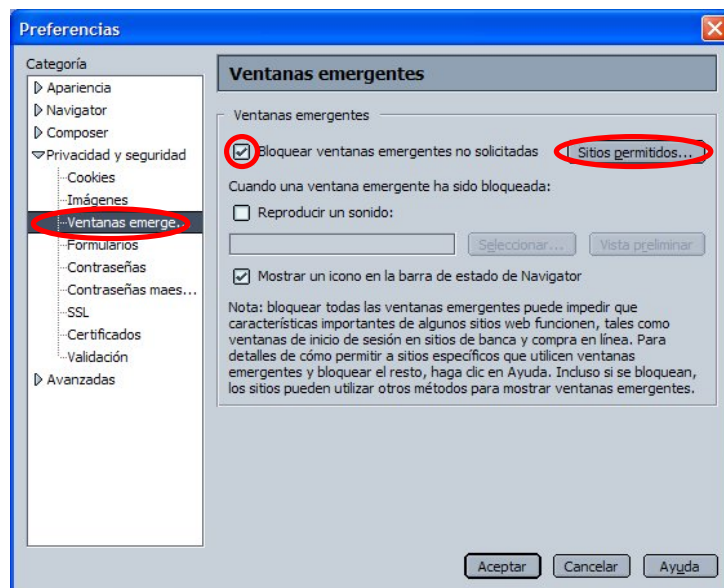 Preferencias
Categoría
Apariencia
Navigator
Composer
Privacidad y seguridad
Cookies
Imágenes
Ventanas emerge...
Formularios
Contraseñas
Contraseñas maes...
SSL
Certificados
Validación
Avanzadas
Ventanas emergentes
Ventanas emergentes
Bloquear ventanas emergentes no solicitadas
Sitios permitidos...
Cuando una ventana emergente ha sido bloqueada:
Reproducir un sonido:
Seleccionar...
Vista preliminar
Mostrar un icono en la barra de estado de Navigator
Nota: bloquear todas las ventanas emergentes puede impedir que
características importantes de algunos sitios web funcionen, tales como
ventanas de inicio de sesión en sitios de banca y compra en línea. Para
detalles de cómo permitir a sitios específicos que utilicen ventanas
emergentes y bloquear el resto, haga clic en Ayuda. Incluso si se bloquean,
los sitios pueden utilizar otros métodos para mostrar ventanas emergentes.
Aceptar
Cancelar
Ayuda